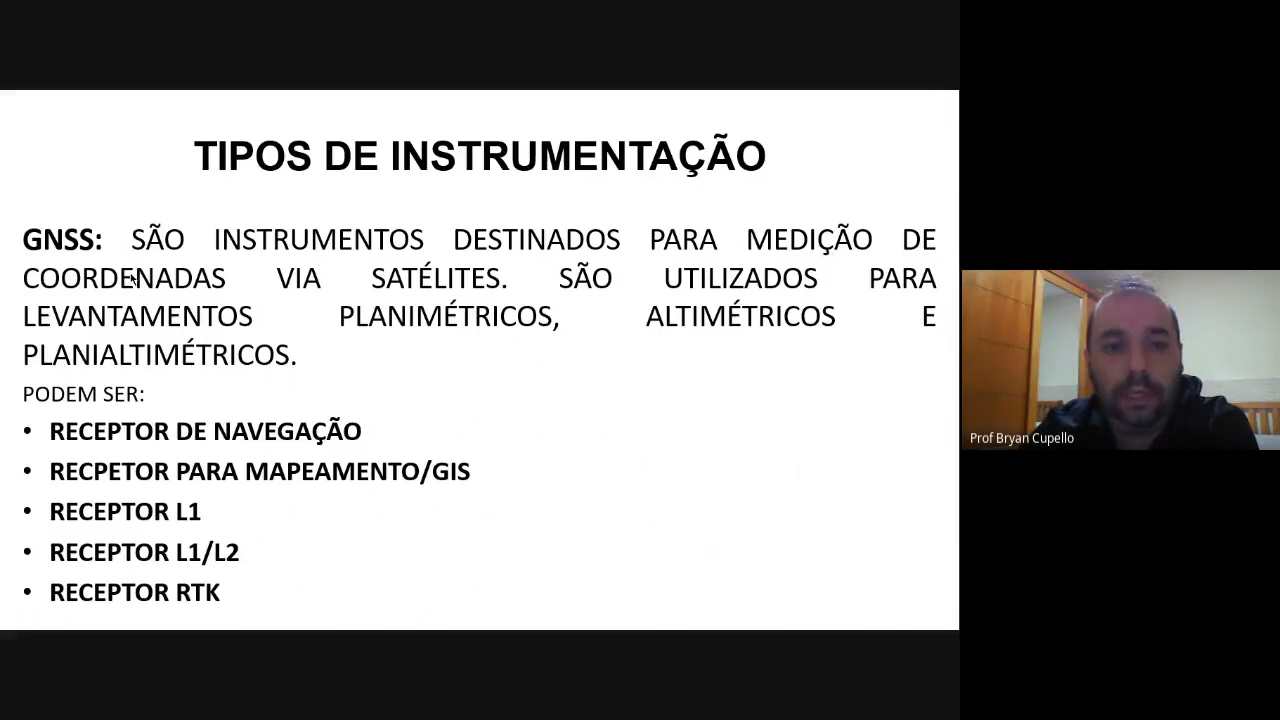 TIPOS DE INSTRUMENTAÇÃO
GNSS: SÃO INSTRUMENTOS DESTINADOS PARA MEDIÇÃO DE
COORDENADAS VIA SATÉLITES. SÃO UTILIZADOS PARA
LEVANTAMENTOS PLANIMÉTRICOS, ALTIMÉTRICOS E
PLANIALTIMÉTRICOS.
PODEM SER:
• RECEPTOR DE NAVEGAÇÃO
• RECPETOR PARA MAPEAMENTO/GIS
• RECEPTOR L1
• RECEPTOR L1/L2
• RECEPTOR RTK
Prof Bryan Cupello